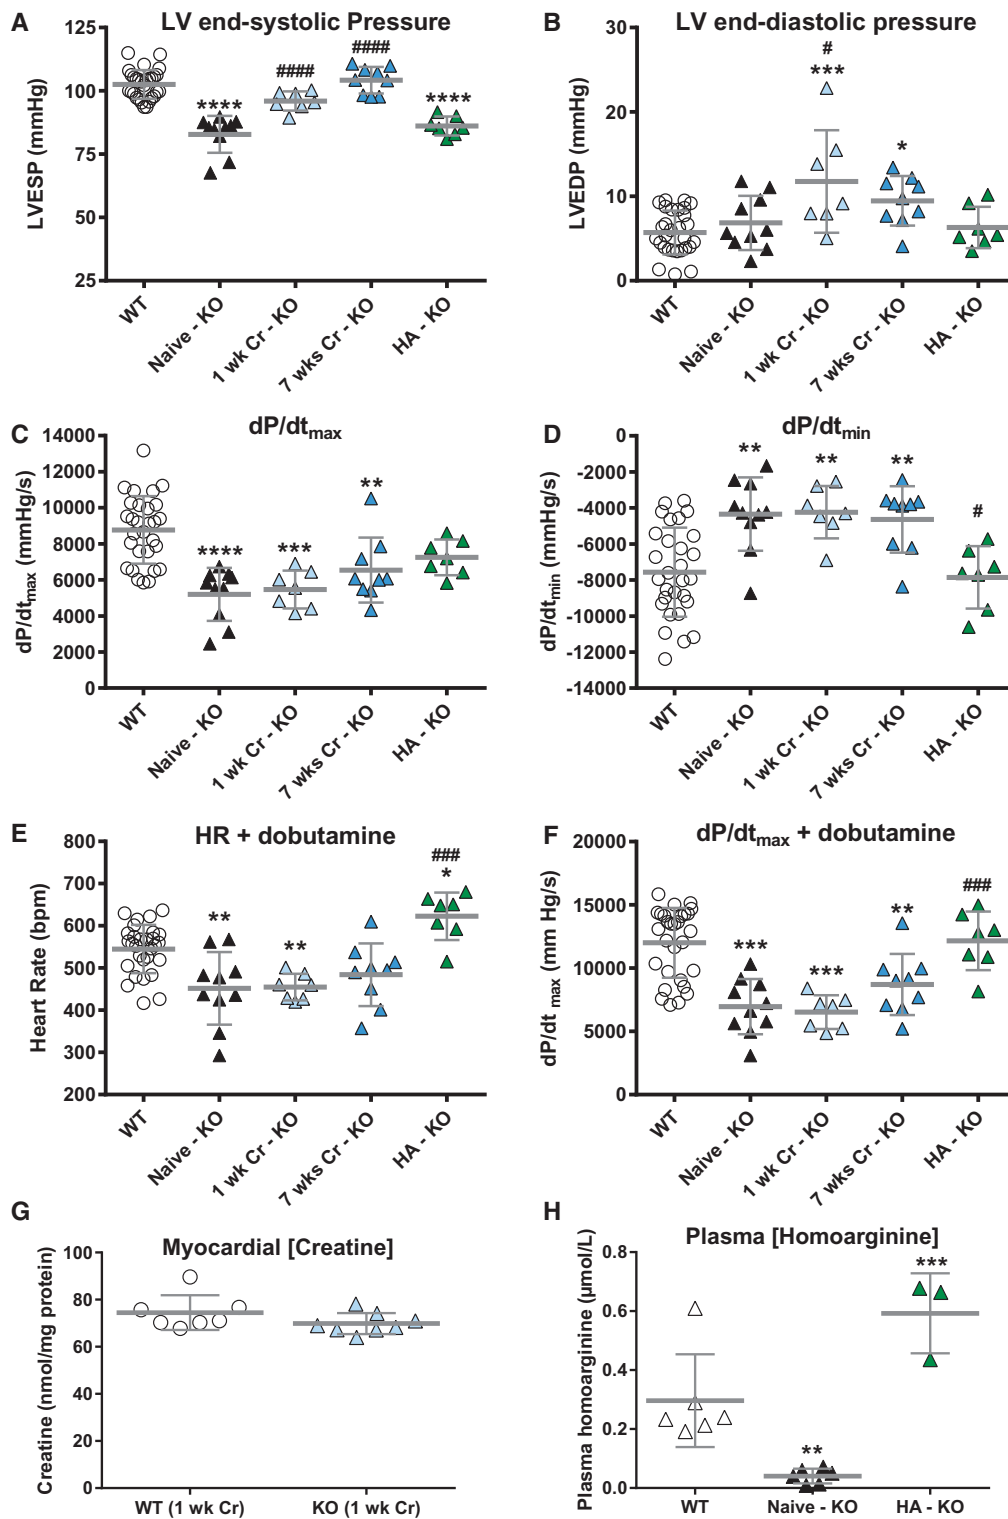 A
LV end-systolic Pressure
125
100
75
50
25
LVESP (mmHg)
****
####
####
****
WT
Naive - KO
1 wk Cr - KO
7 wks Cr - KO
HA - KO
B
LV end-diastolic pressure
30
20
10
0
LVEDP (mmHg)
#
***
*
WT
Naive - KO
1 wk Cr - KO
7 wks Cr - KO
HA - KO
C
dP/dtmax
14000
12000
10000
8000
6000
4000
2000
0
dP/dtmax (mmHg/s)
****
***
**
WT
Naive - KO
1 wk Cr - KO
7 wks Cr - KO
HA - KO
D
dP/dtmin
0
-2000
-4000
-6000
-8000
-10000
-12000
-14000
dP/dtmin (mmHg/s)
**
**
**
#
WT
Naive - KO
1 wk Cr - KO
7 wks Cr - KO
HA - KO
E
HR + dobutamine
800
700
600
500
400
300
200
Heart Rate (bpm)
**
**
###
*
WT
Naive - KO
1 wk Cr - KO
7 wks Cr - KO
HA - KO
F
dP/dtmax + dobutamine
20000
15000
10000
5000
0
dP/dt max (mm Hg/s)
***
***
**
###
WT
Naive - KO
1 wk Cr - KO
7 wks Cr - KO
HA - KO
G
Myocardial [Creatine]
100
80
60
40
20
0
Creatine (nmol/mg protein)
WT (1 wk Cr)
KO (1 wk Cr)
H
Plasma [Homoarginine]
0.8
0.6
0.4
0.2
0.0
Plasma homoarginine (µmol/L)
**
***
WT
Naive - KO
HA - KO